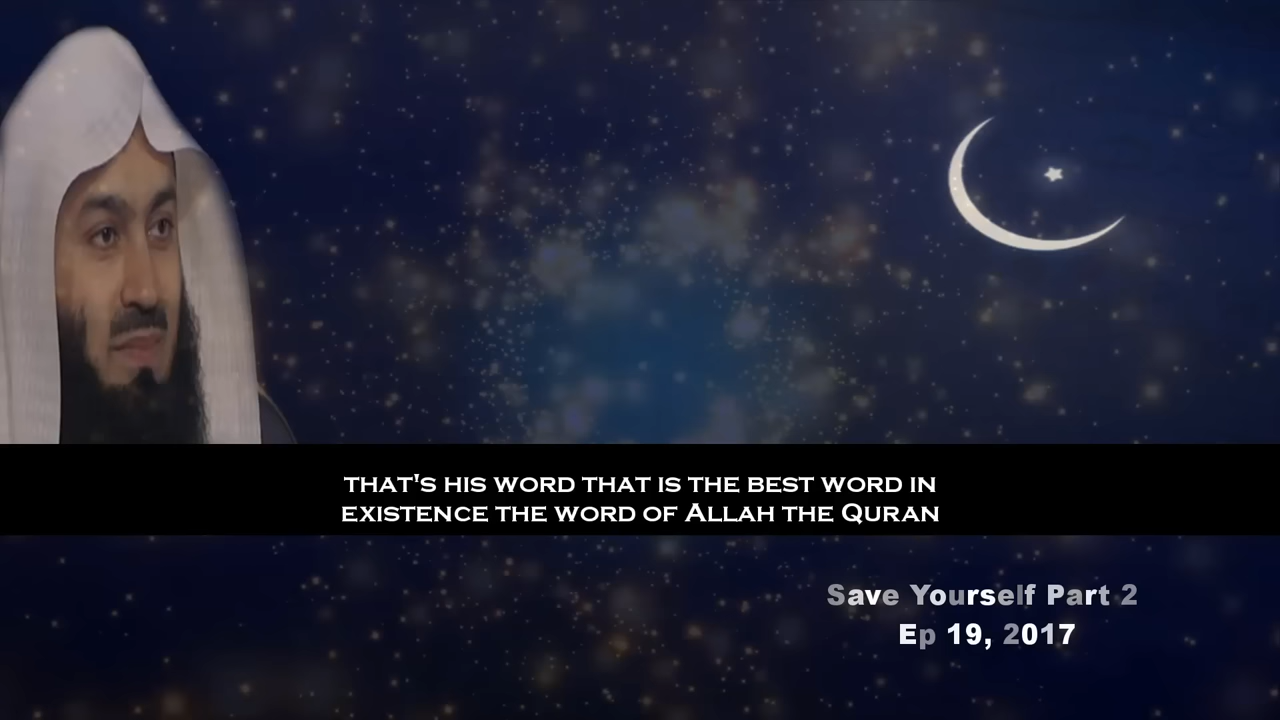 THAT'S HIS WORD THAT IS THE BEST WORD IN
EXISTENCE THE WORD OF ALLAH THE QURAN
Save Yourself Part 2
Ep 19, 2017